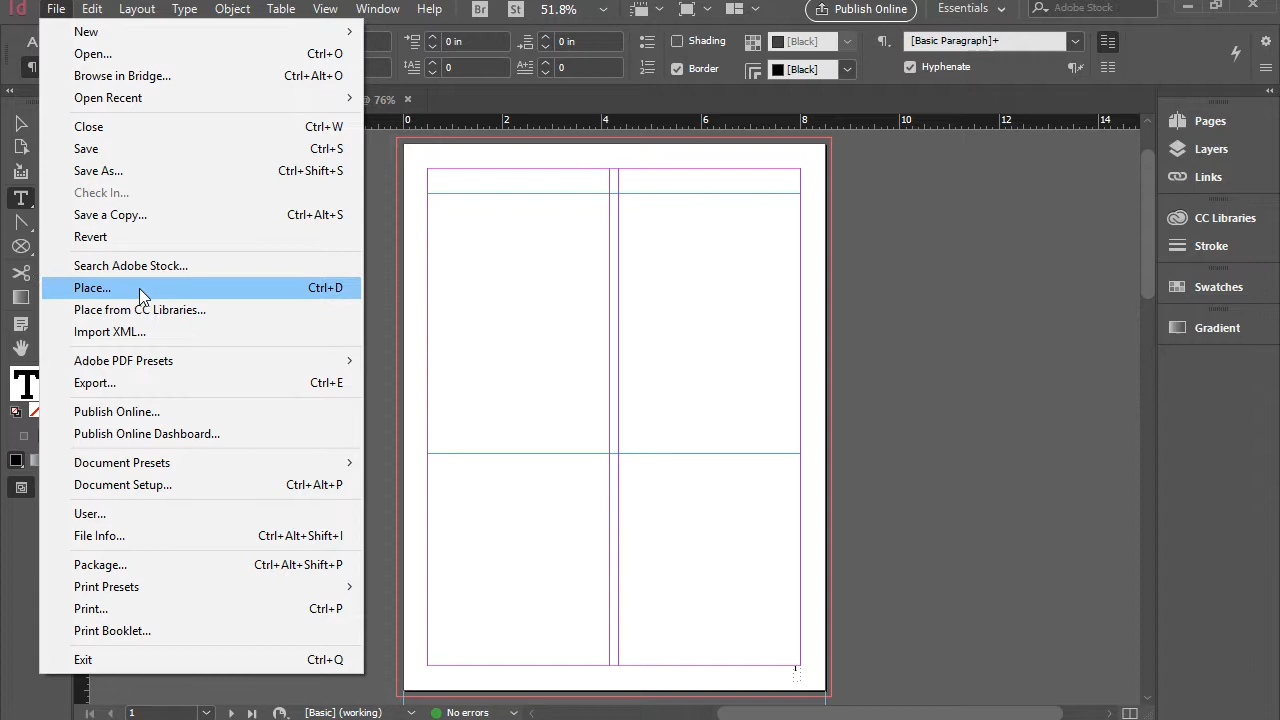 Id File Edit Layout Type Object Table View Window Help Br St 51.8% Publish Online Essentials Adobe Stock
A 0 in 0 in Shading [Black] [Basic Paragraph]+
¶ 0 0 Border [Black] Hyphenate
@ 76% ×
0 2 4 6 8 10 12 14
New
Open... Ctrl+O
Browse in Bridge... Ctrl+Alt+O
Open Recent
Close Ctrl+W
Save Ctrl+S
Save As... Ctrl+Shift+S
Check In...
Save a Copy... Ctrl+Alt+S
Revert
Search Adobe Stock...
Place... Ctrl+D
Place from CC Libraries...
Import XML...
Adobe PDF Presets
Export... Ctrl+E
Publish Online...
Publish Online Dashboard...
Document Presets
Document Setup... Ctrl+Alt+P
User...
File Info... Ctrl+Alt+Shift+I
Package... Ctrl+Alt+Shift+P
Print Presets
Print... Ctrl+P
Print Booklet...
Exit Ctrl+Q
Pages
Layers
Links
CC Libraries
Stroke
Swatches
Gradient
1 [Basic] (working) No errors